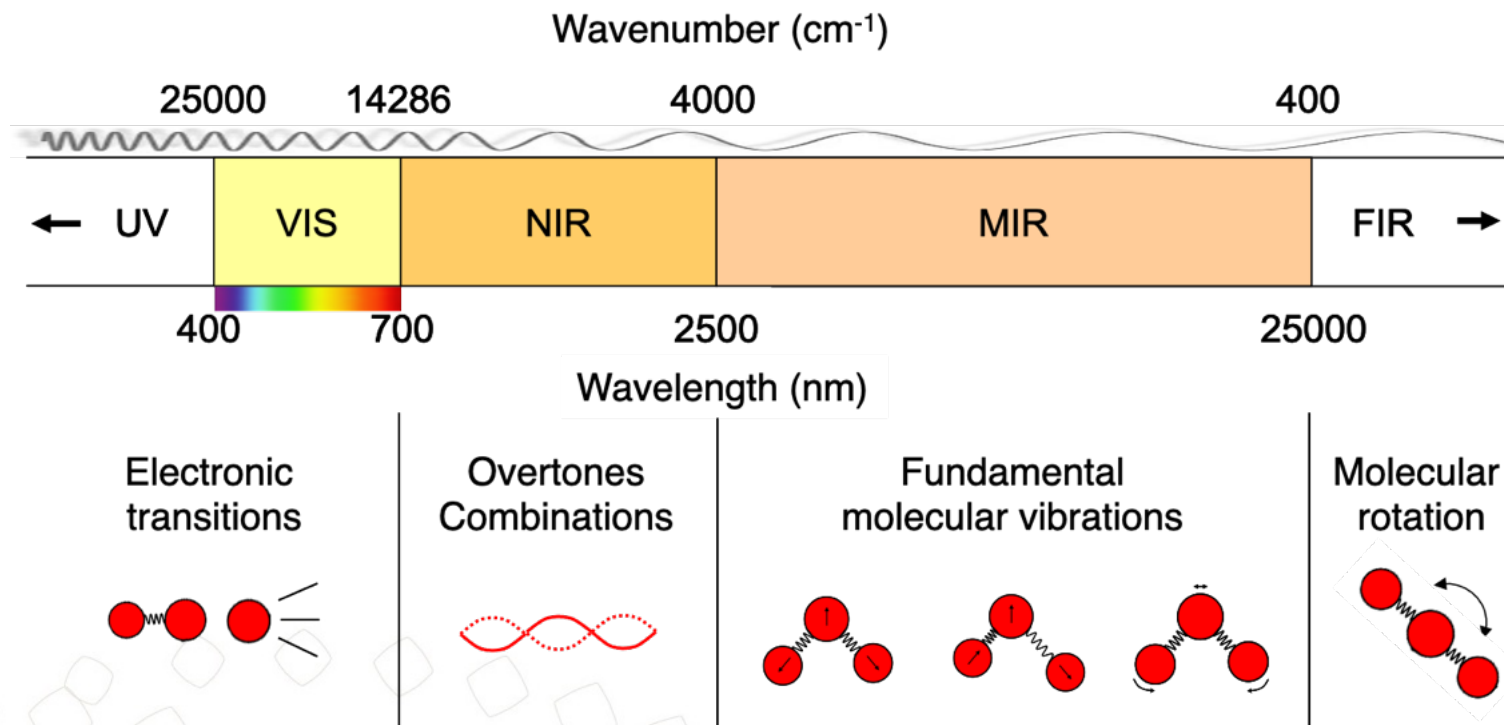 Wavenumber (cm⁻¹)
25000 14286 4000 400
UV VIS NIR MIR FIR
400 700 2500 25000
Wavelength (nm)
Electronic
transitions
Overtones
Combinations
Fundamental
molecular vibrations
Molecular
rotation